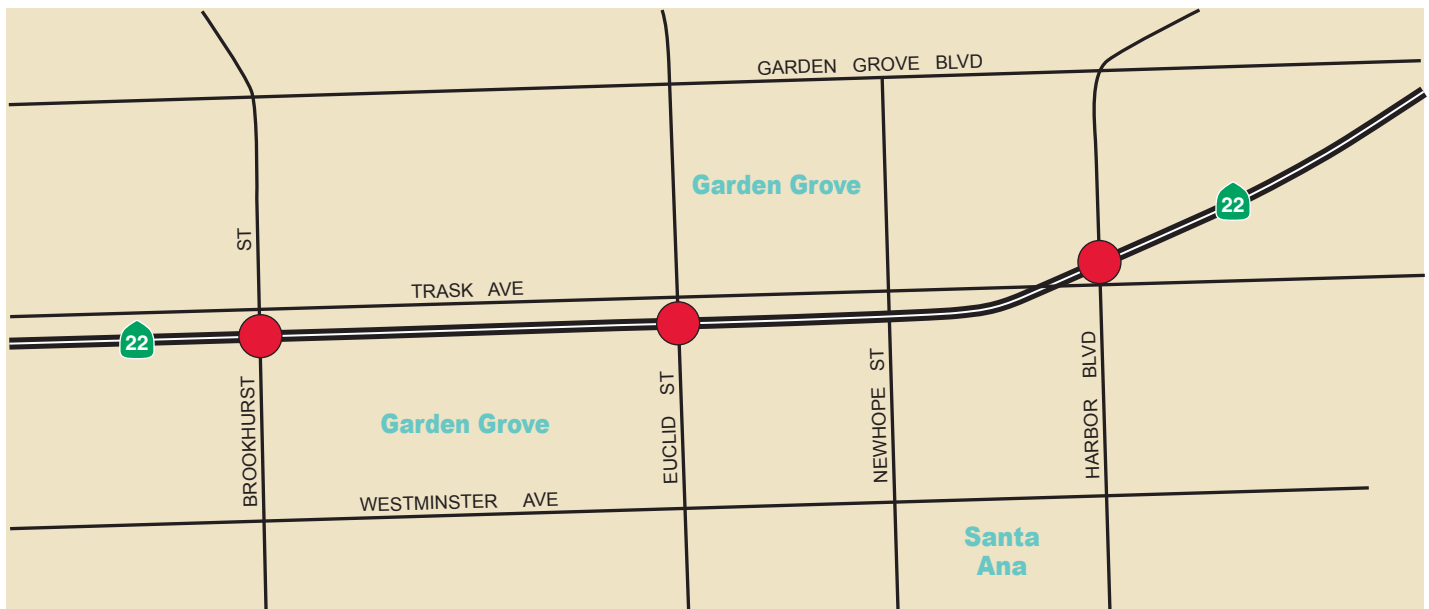 GARDEN GROVE BLVD
Garden Grove
22
ST
TRASK AVE
22
BROOKHURST
EUCLID ST
NEWHOPE ST
HARBOR BLVD
Garden Grove
WESTMINSTER AVE
Santa
Ana